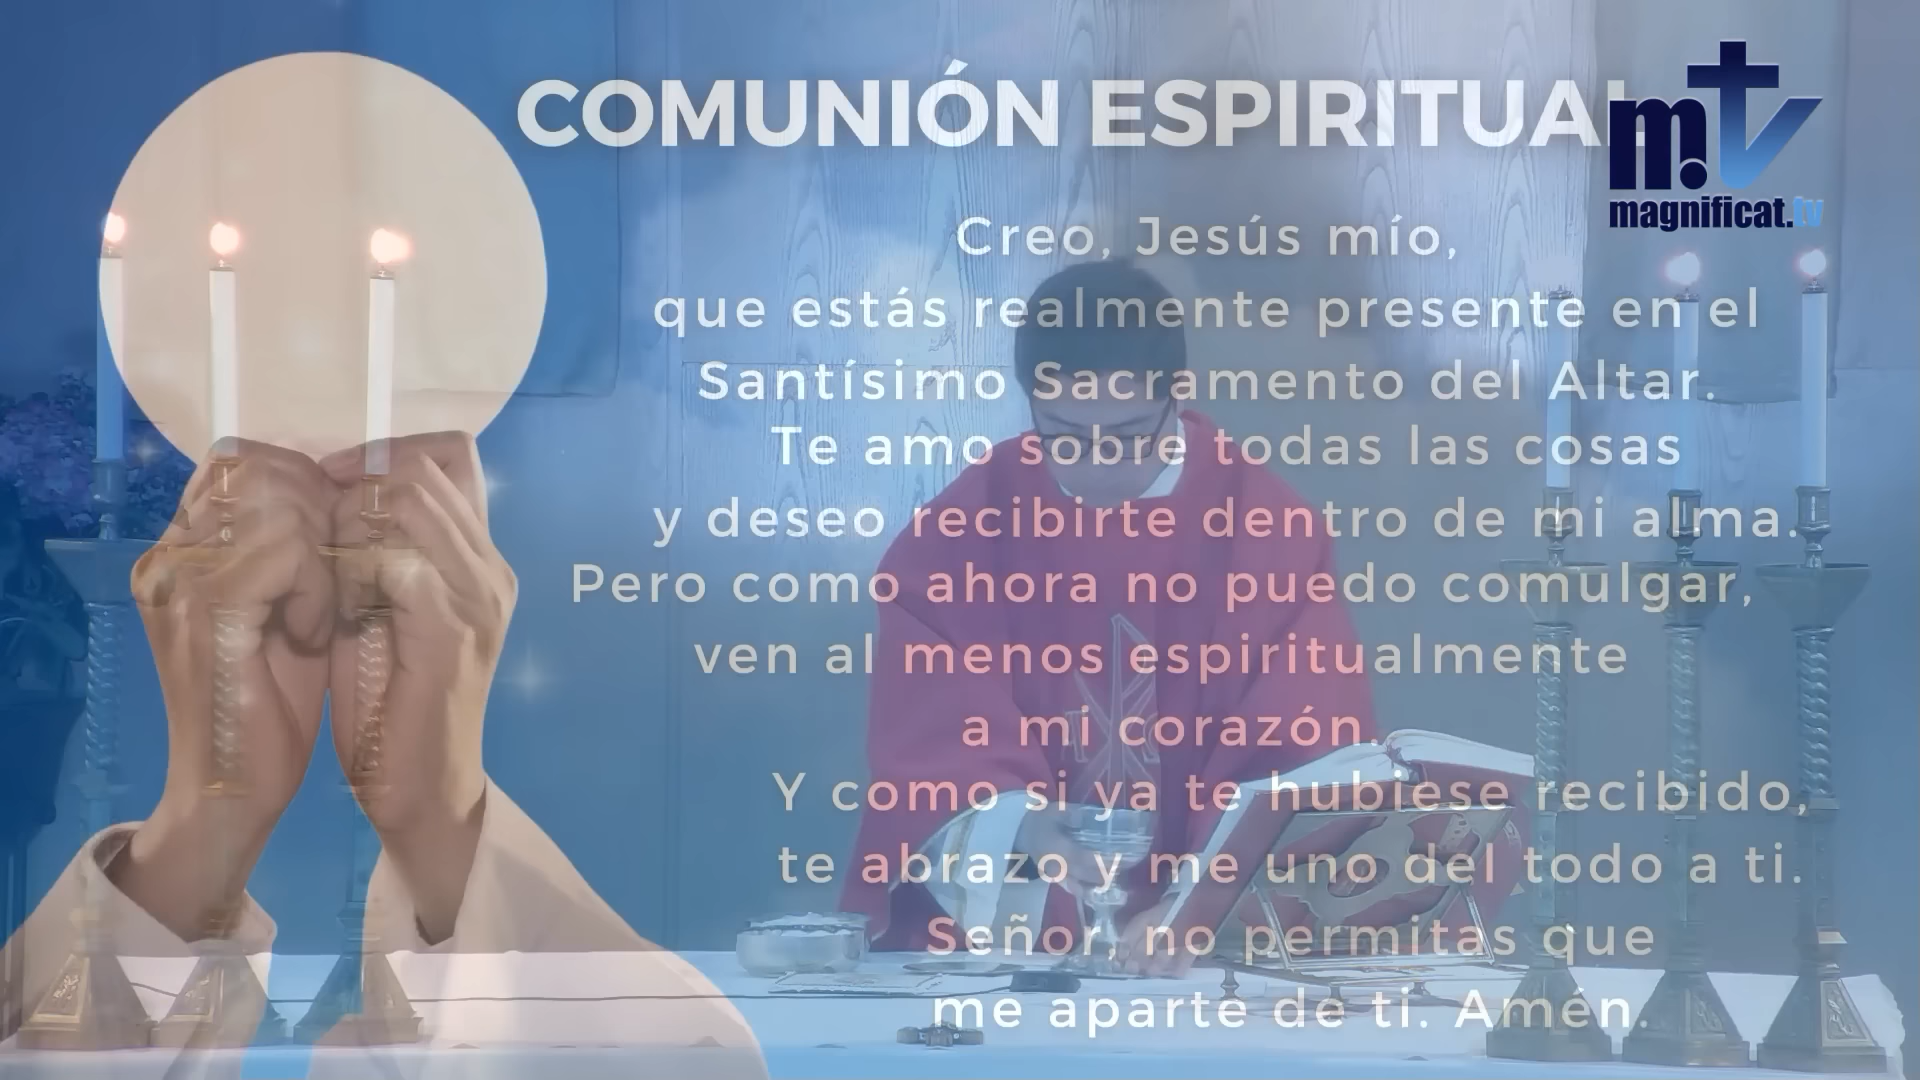 COMUNIÓN ESPIRITUAL
mtv
magnificat.tv
Creo, Jesús mío,
que estás realmente presente en el
Santísimo Sacramento del Altar.
Te amo sobre todas las cosas
y deseo recibirte dentro de mi alma.
Pero como ahora no puedo comulgar,
ven al menos espiritualmente
a mi corazón.
Y como si ya te hubiese recibido,
te abrazo y me uno del todo a ti.
Señor, no permitas que
me aparte de ti. Amén.